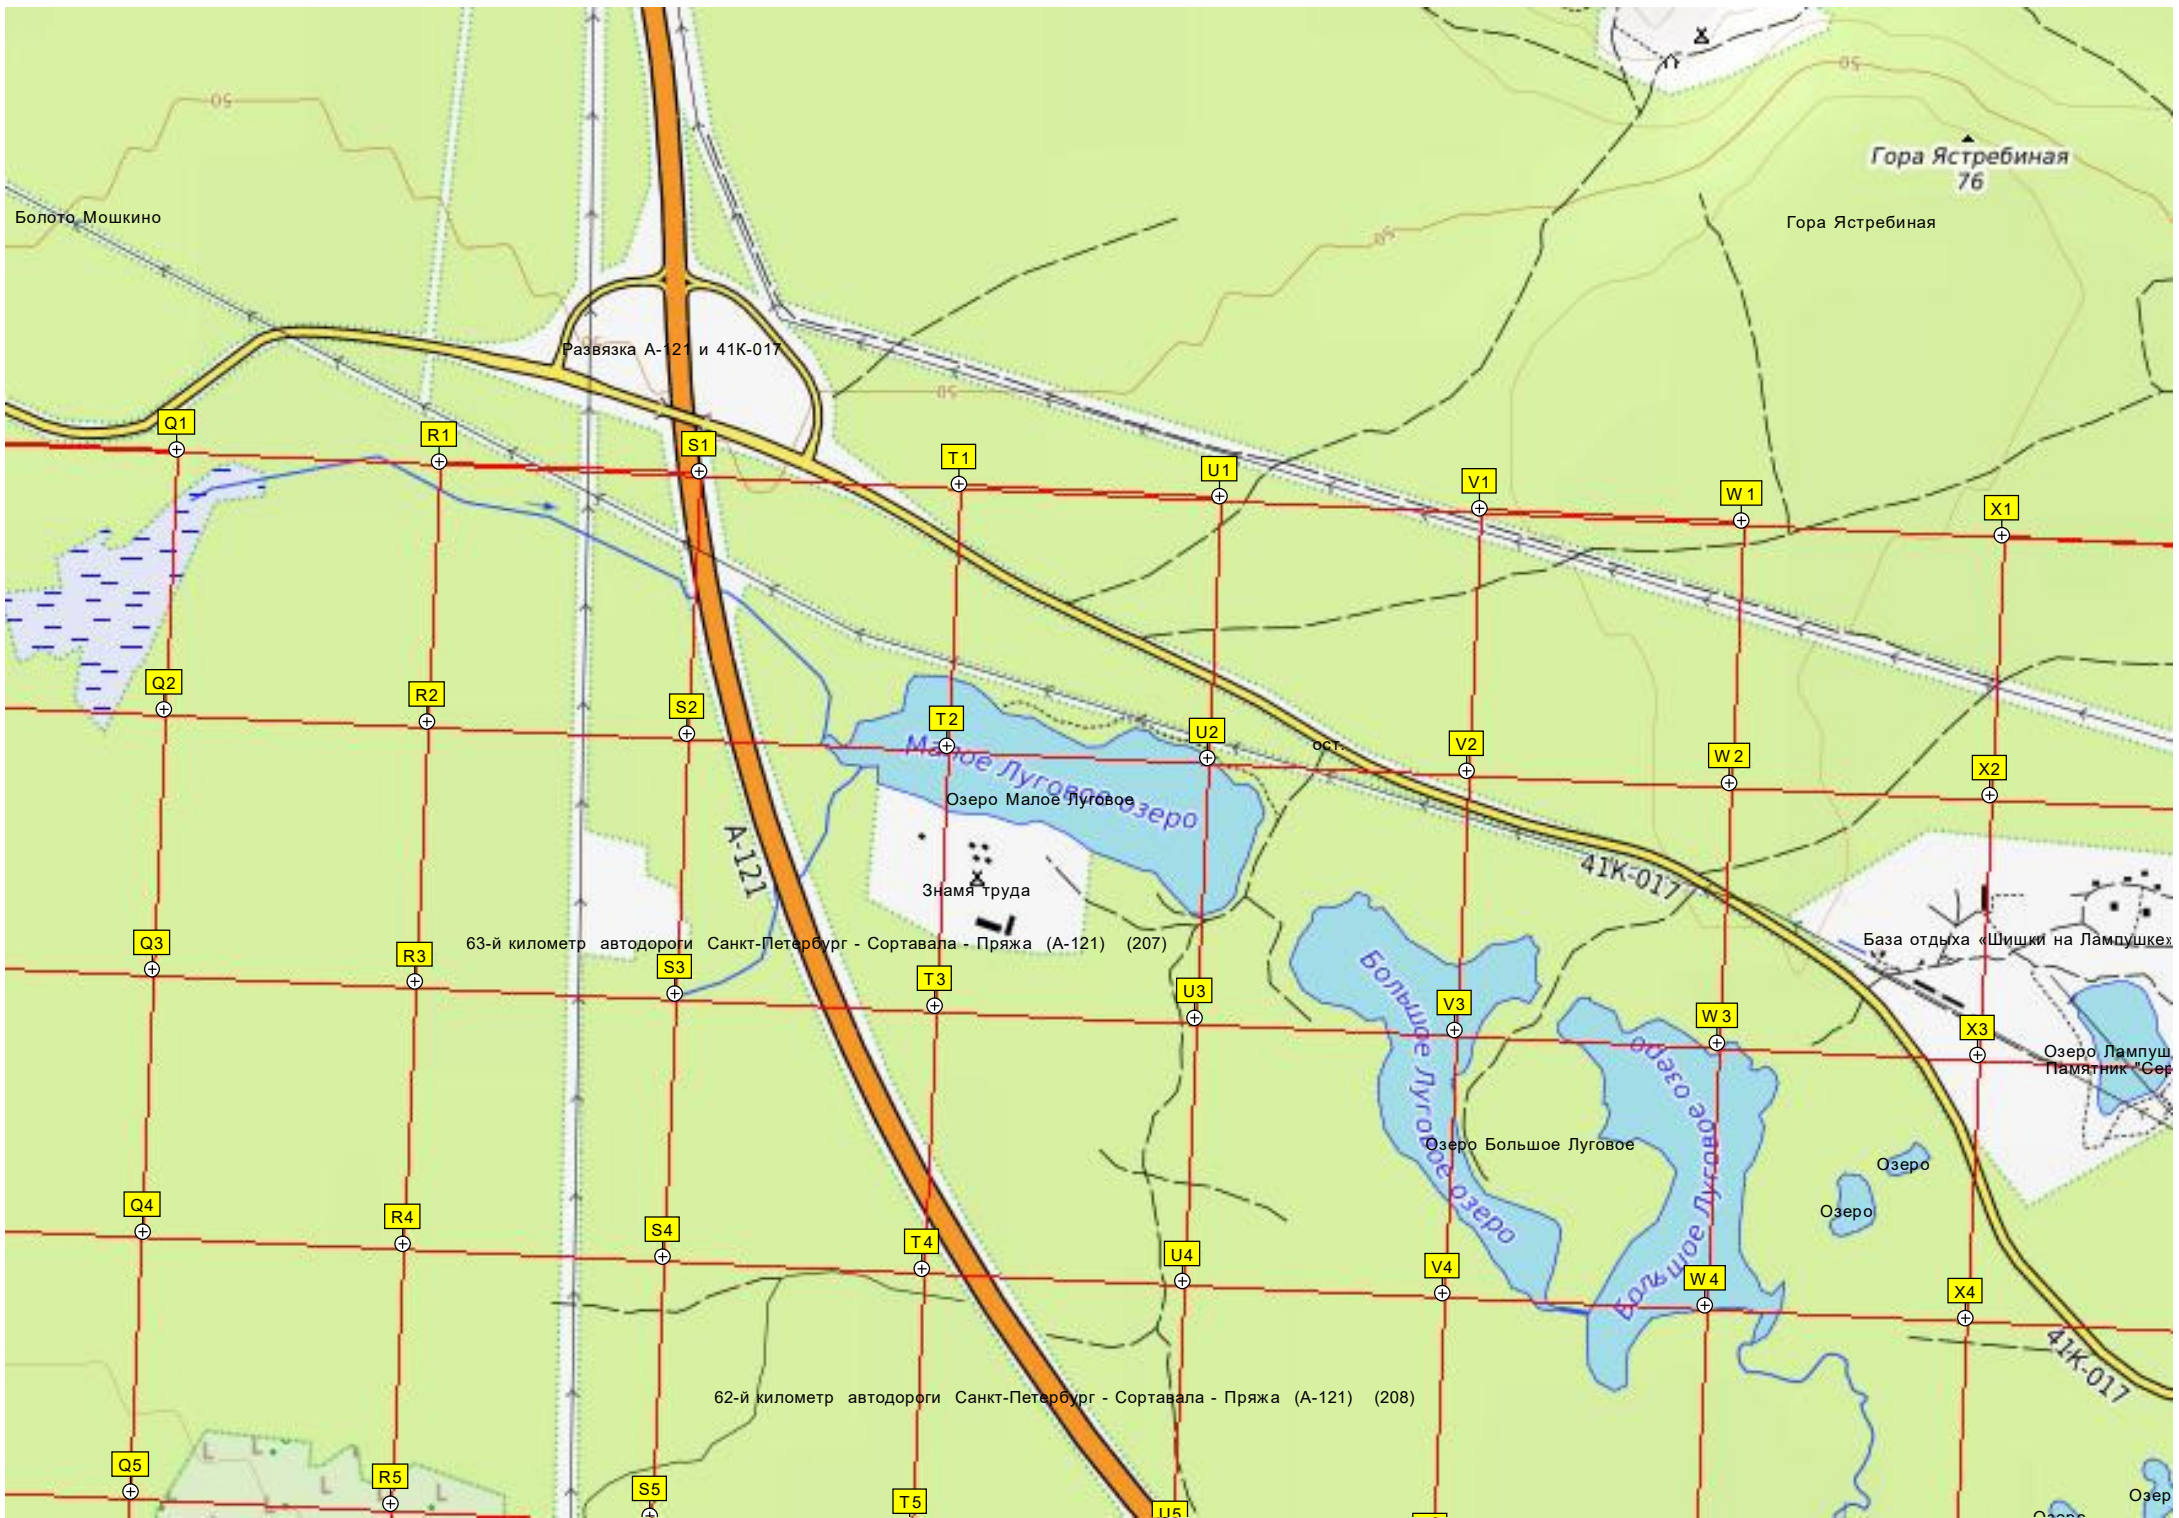 50
50
Гора Ястребиная
76
Болото Мошкино
Гора Ястребиная
50
Развязка А-121 и 41К-017
50
Q1
R1
S1
T1
U1
V1
W1
X1
Q2
R2
S2
T2
U2
V2
W2
X2
ост.
Малое Луговое озеро
Озеро Малое Луговое
А-121
41К-017
Знамя труда
База отдыха «Шишки на Лампушке»
63-й километр автодороги Санкт-Петербург - Сортавала - Пряжа (А-121) (207)
Q3
R3
S3
T3
U3
V3
W3
X3
Большое Луговое озеро
Большое Луговое озеро
Озеро Лампуш
Памятник "Сер
Озеро Большое Луговое
Озеро
Озеро
Q4
R4
S4
T4
U4
V4
W4
X4
41К-017
62-й километр автодороги Санкт-Петербург - Сортавала - Пряжа (А-121) (208)
Q5
R5
S5
T5
U5
Озер